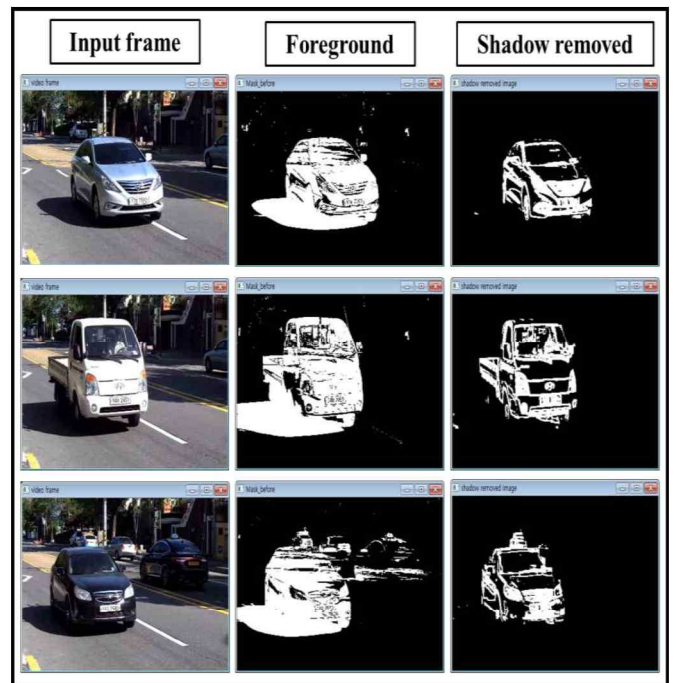 Input frame
Foreground
Shadow removed
video frame
Mask_before
shadow removed image
video frame
Mask_before
shadow removed image
video frame
Mask_before
shadow removed image